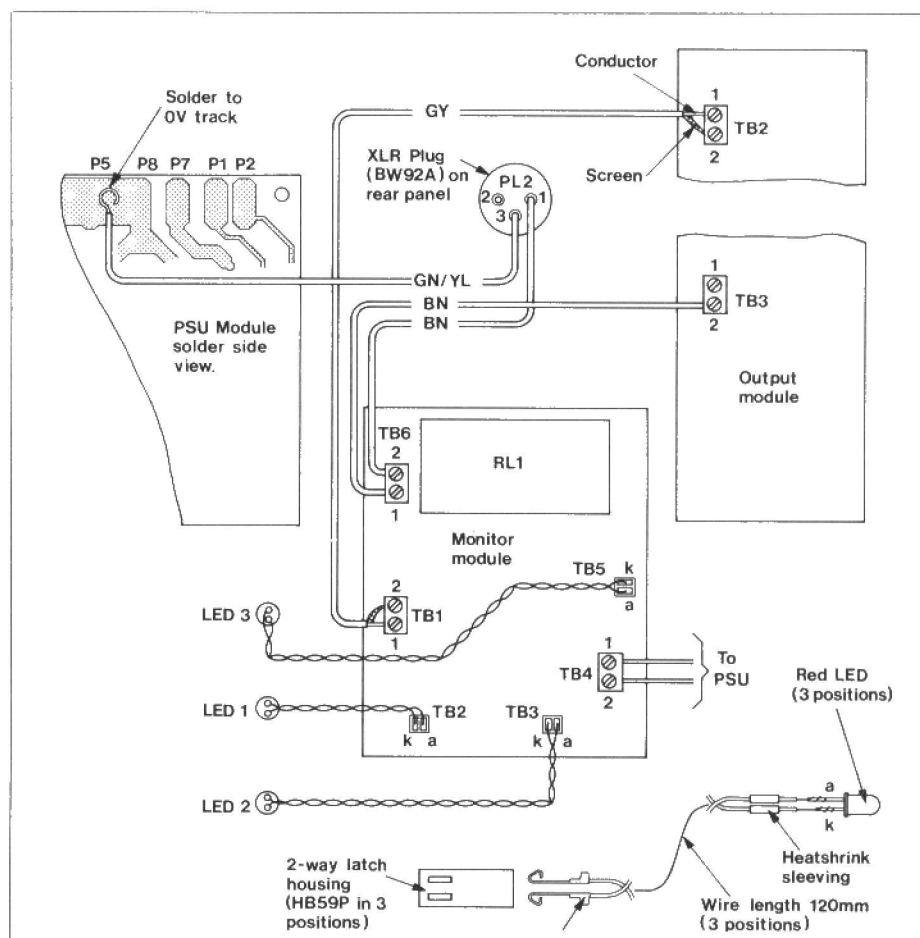 Conductor
Solder to
0V track
GY
1
TB2
2
Screen
P5 P8 P7 P1 P2
XLR Plug
(BW92A) on
rear panel
PL2
2
1
3
GN/YL
BN
BN
1
TB3
2
PSU Module
solder side
view.
Output
module
TB6
2
1
RL1
Monitor
module
TB5
k
a
LED 3
2
TB1
1
1
TB4
2
To
PSU
Red LED
(3 positions)
LED 1
TB2
k a
TB3
k a
LED 2
a
k
Heatshrink
sleeving
2-way latch
housing
(HB59P in 3
positions)
Wire length 120mm
(3 positions)